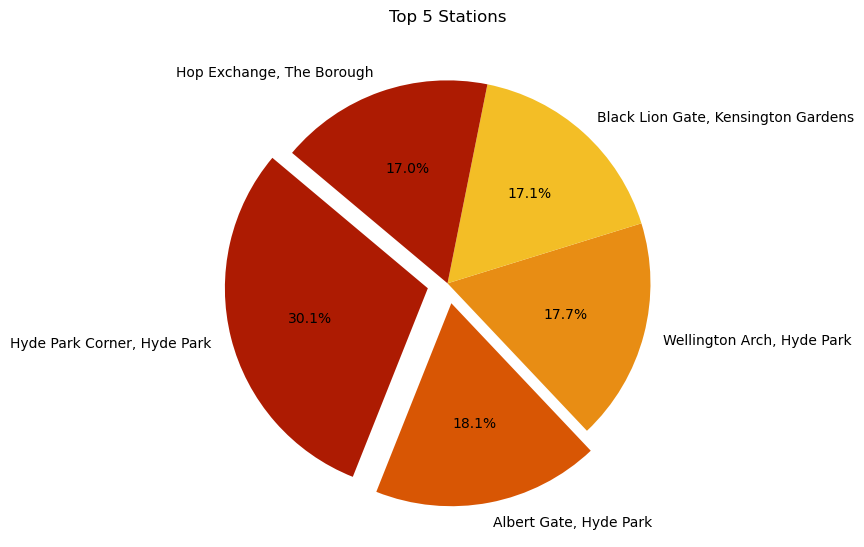 Top 5 Stations
Hop Exchange, The Borough
Black Lion Gate, Kensington Gardens
17.0%
17.1%
30.1%
17.7%
Hyde Park Corner, Hyde Park
Wellington Arch, Hyde Park
18.1%
Albert Gate, Hyde Park